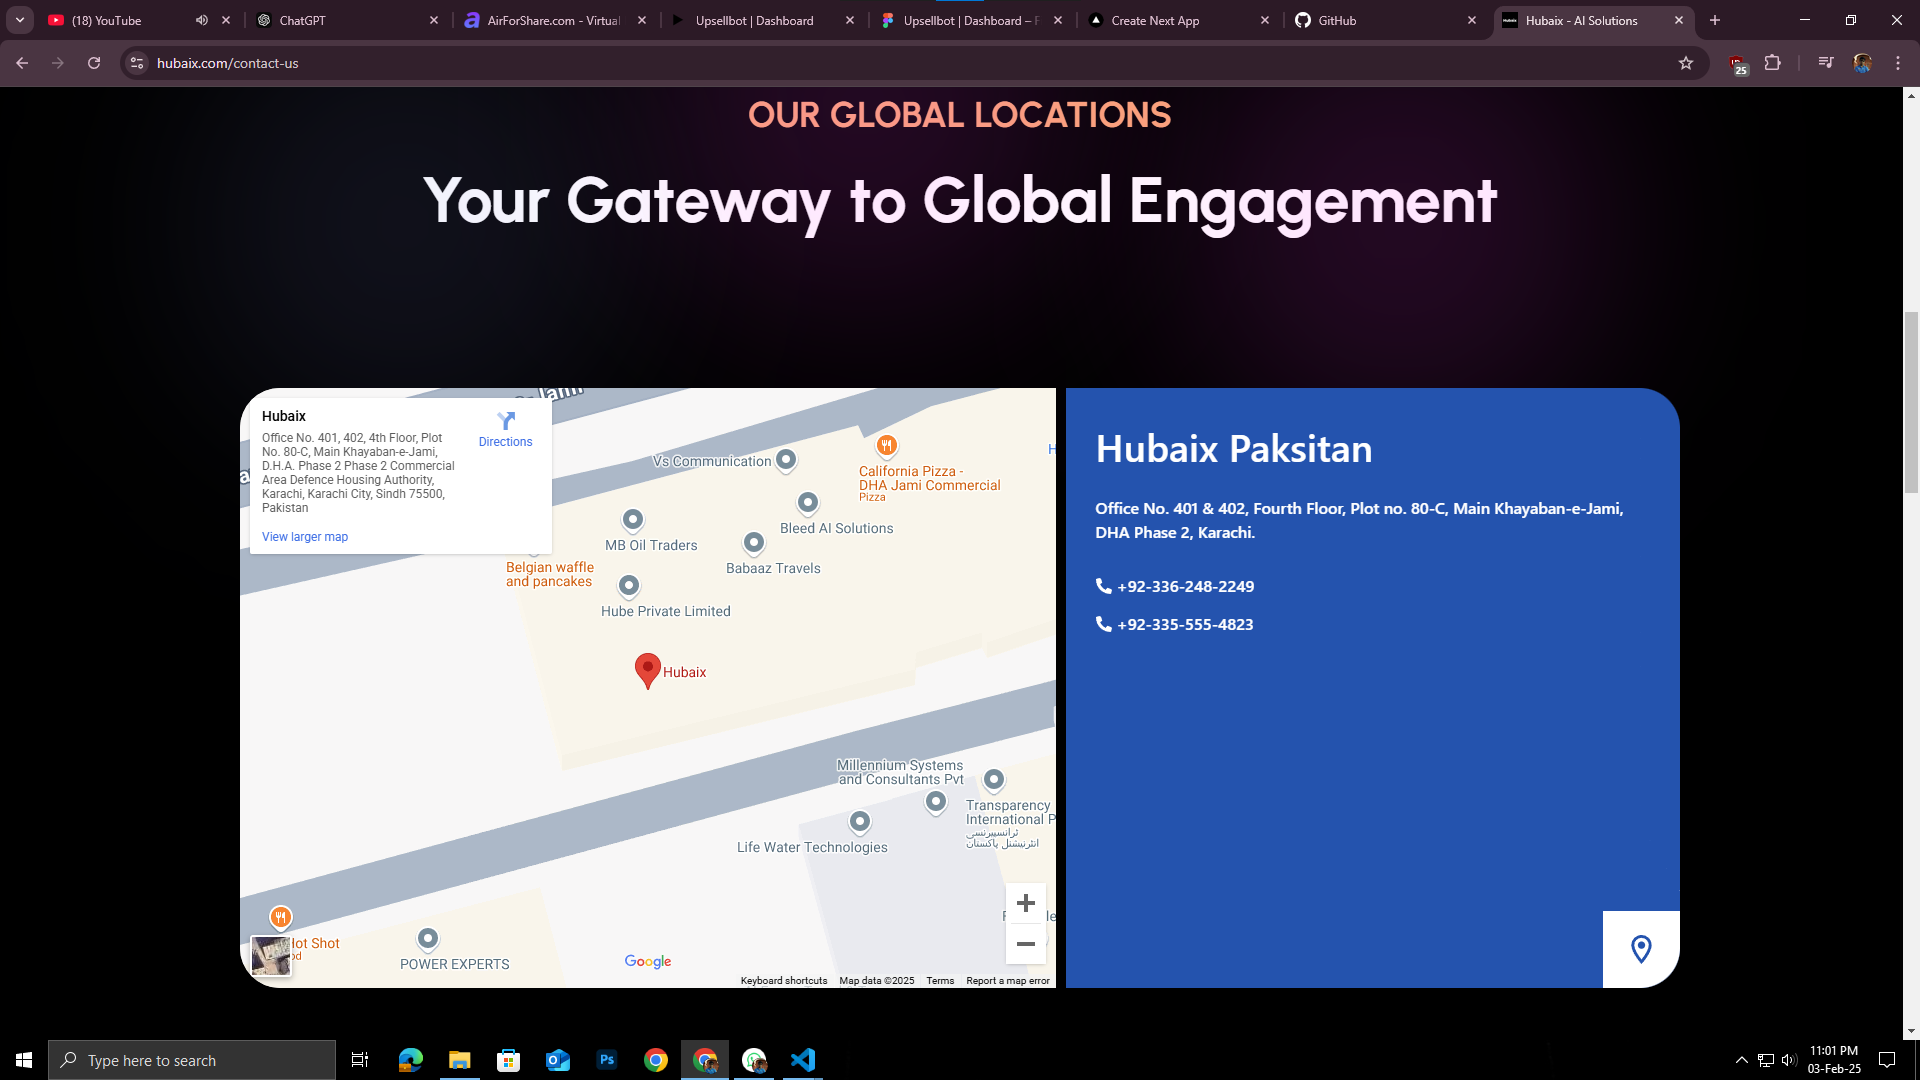 (18) YouTube
ChatGPT
AirForShare.com - Virtual
Upsellbot | Dashboard
Upsellbot | Dashboard – F
Create Next App
GitHub
Hubaix - AI Solutions
hubaix.com/contact-us
25
OUR GLOBAL LOCATIONS
Your Gateway to Global Engagement
Hubaix
Office No. 401, 402, 4th Floor, Plot
No. 80-C, Main Khayaban-e-Jami,
D.H.A. Phase 2 Phase 2 Commercial
Area Defence Housing Authority,
Karachi, Karachi City, Sindh 75500,
Pakistan
Directions
View larger map
Vs Communication
California Pizza -
DHA Jami Commercial
Pizza
Bleed AI Solutions
MB Oil Traders
Babaaz Travels
Belgian waffle
and pancakes
Hube Private Limited
Hubaix
Millennium Systems
and Consultants Pvt
Transparency
International P
ٹرانسپیرنسی
انٹرنیشنل پاکستان
Life Water Technologies
Hot Shot
POWER EXPERTS
Google
Keyboard shortcuts
Map data ©2025
Terms
Report a map error
Hubaix Paksitan
Office No. 401 & 402, Fourth Floor, Plot no. 80-C, Main Khayaban-e-Jami,
DHA Phase 2, Karachi.
+92-336-248-2249
+92-335-555-4823
Type here to search
Ps
11:01 PM
03-Feb-25